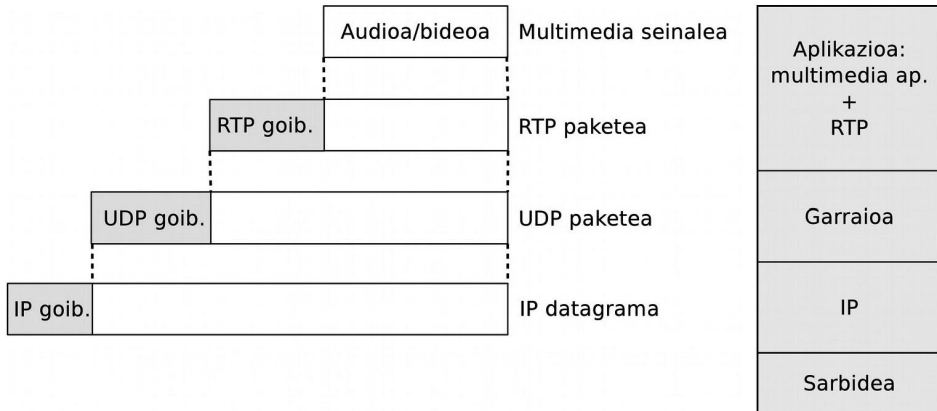 Audioa/bideoa
Multimedia seinalea
RTP goib.
RTP paketea
UDP goib.
UDP paketea
IP goib.
IP datagrama
Aplikazioa:
multimedia ap.
+
RTP
Garraioa
IP
Sarbidea